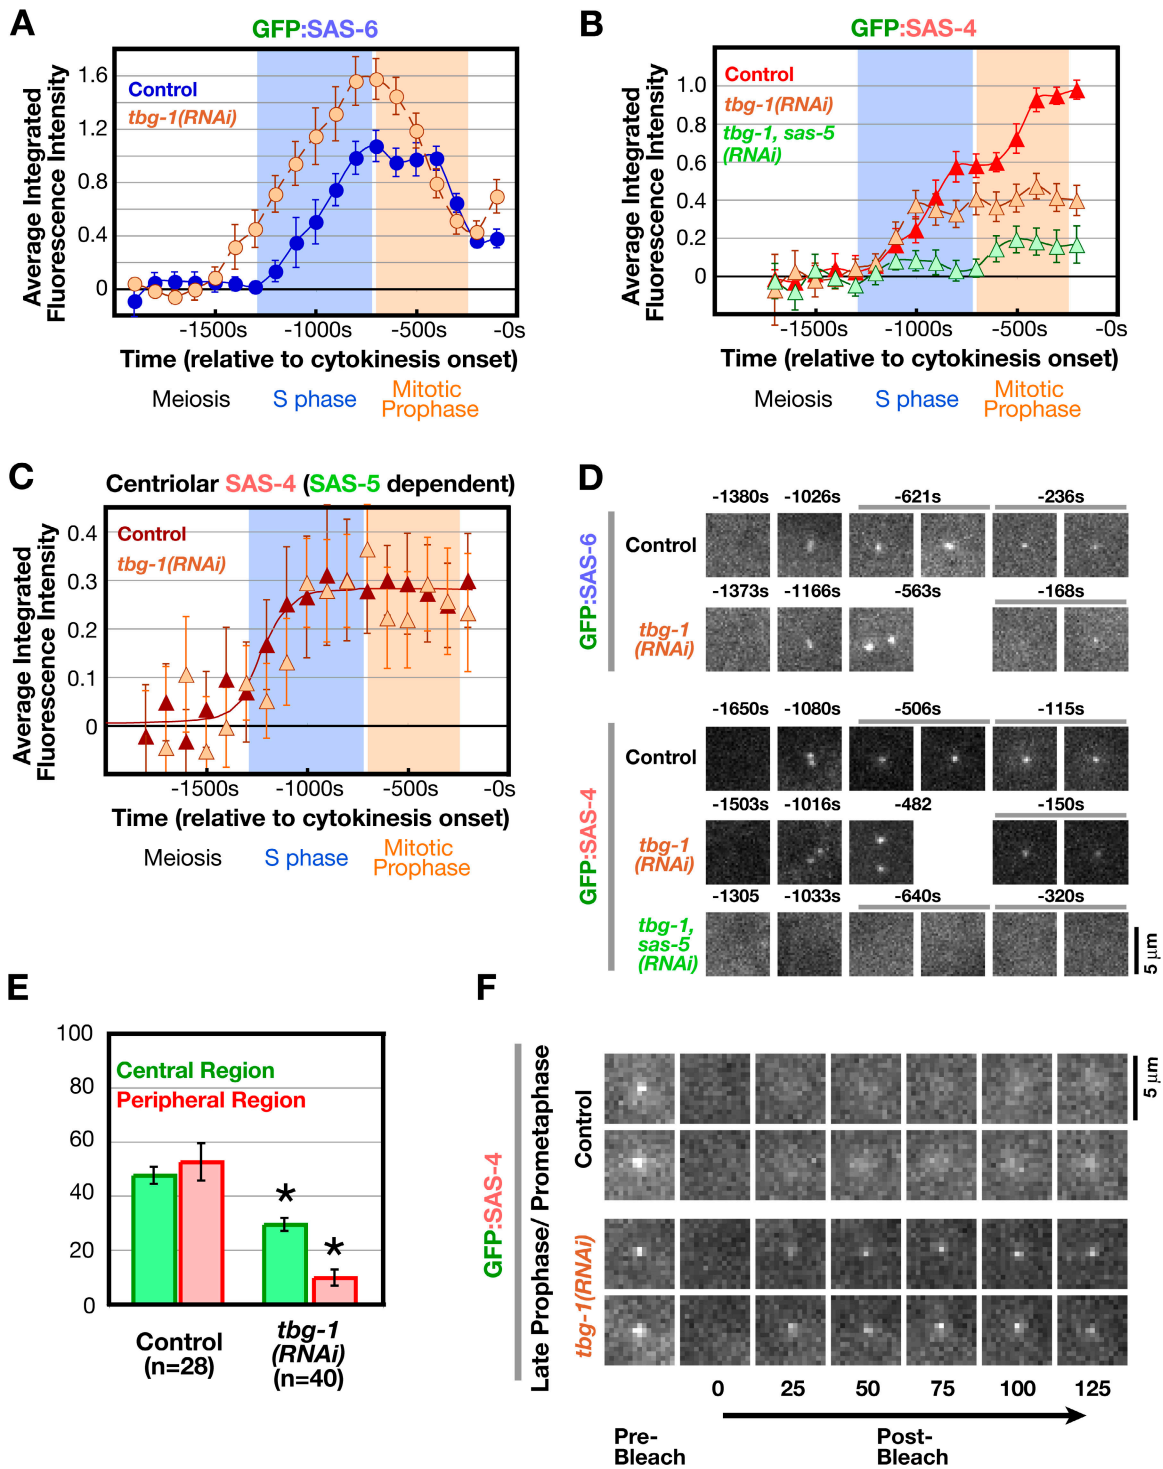 A
GFP:SAS-6
Average Integrated
Fluorescence Intensity
1.6
1.2
0.8
0.4
0
Control
tbg-1(RNAi)
-1500s
-1000s
-500s
-0s
Time (relative to cytokinesis onset)
Meiosis
S phase
Mitotic
Prophase
B
GFP:SAS-4
Average Integrated
Fluorescence Intensity
1.0
0.8
0.6
0.4
0.2
0
Control
tbg-1(RNAi)
tbg-1, sas-5
(RNAi)
-1500s
-1000s
-500s
-0s
Time (relative to cytokinesis onset)
Meiosis
S phase
Mitotic
Prophase
C
Centriolar SAS-4 (SAS-5 dependent)
Average Integrated
Fluorescence Intensity
0.4
0.3
0.2
0.1
0
Control
tbg-1(RNAi)
-1500s
-1000s
-500s
-0s
Time (relative to cytokinesis onset)
Meiosis
S phase
Mitotic
Prophase
D
GFP:SAS-6
-1380s -1026s -621s -236s
Control
-1373s -1166s -563s -168s
tbg-1
(RNAi)
GFP:SAS-4
-1650s -1080s -506s -115s
Control
-1503s -1016s -482 -150s
tbg-1
(RNAi)
-1305 -1033s -640s -320s
tbg-1,
sas-5
(RNAi)
5 μm
E
100
80
60
40
20
0
Central Region
Peripheral Region
*
*
Control
(n=28)
tbg-1
(RNAi)
(n=40)
F
GFP:SAS-4
Late Prophase/ Prometaphase
Control
tbg-1(RNAi)
5 μm
0 25 50 75 100 125
Pre-
Bleach
Post-
Bleach